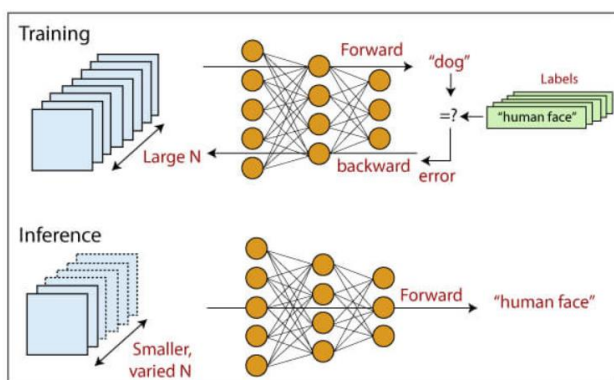 Training
Forward
"dog"
Labels
=?
"human face"
Large N
backward
error
Inference
Forward
"human face"
Smaller,
varied N